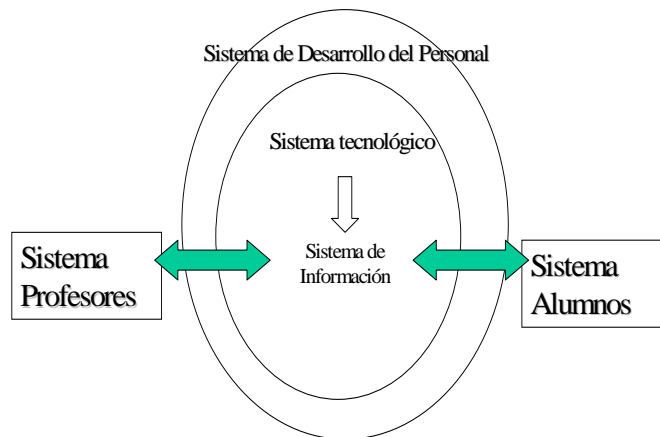 Sistema de Desarrollo del Personal
Sistema tecnológico
Sistema de
Información
Sistema
Profesores
Sistema
Alumnos